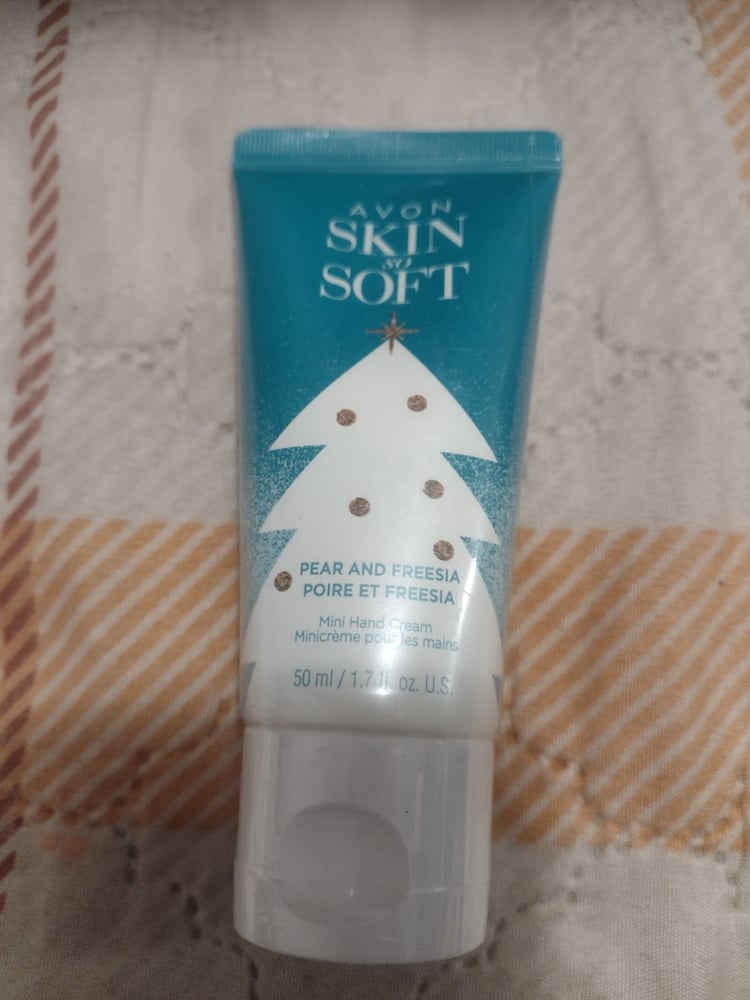 AVON
SKIN
so
SOFT
PEAR AND FREESIA
POIRE ET FREESIA
Mini Hand Cream
Minicrème pour les mains
50 ml / 1.7 fl. oz. U.S.